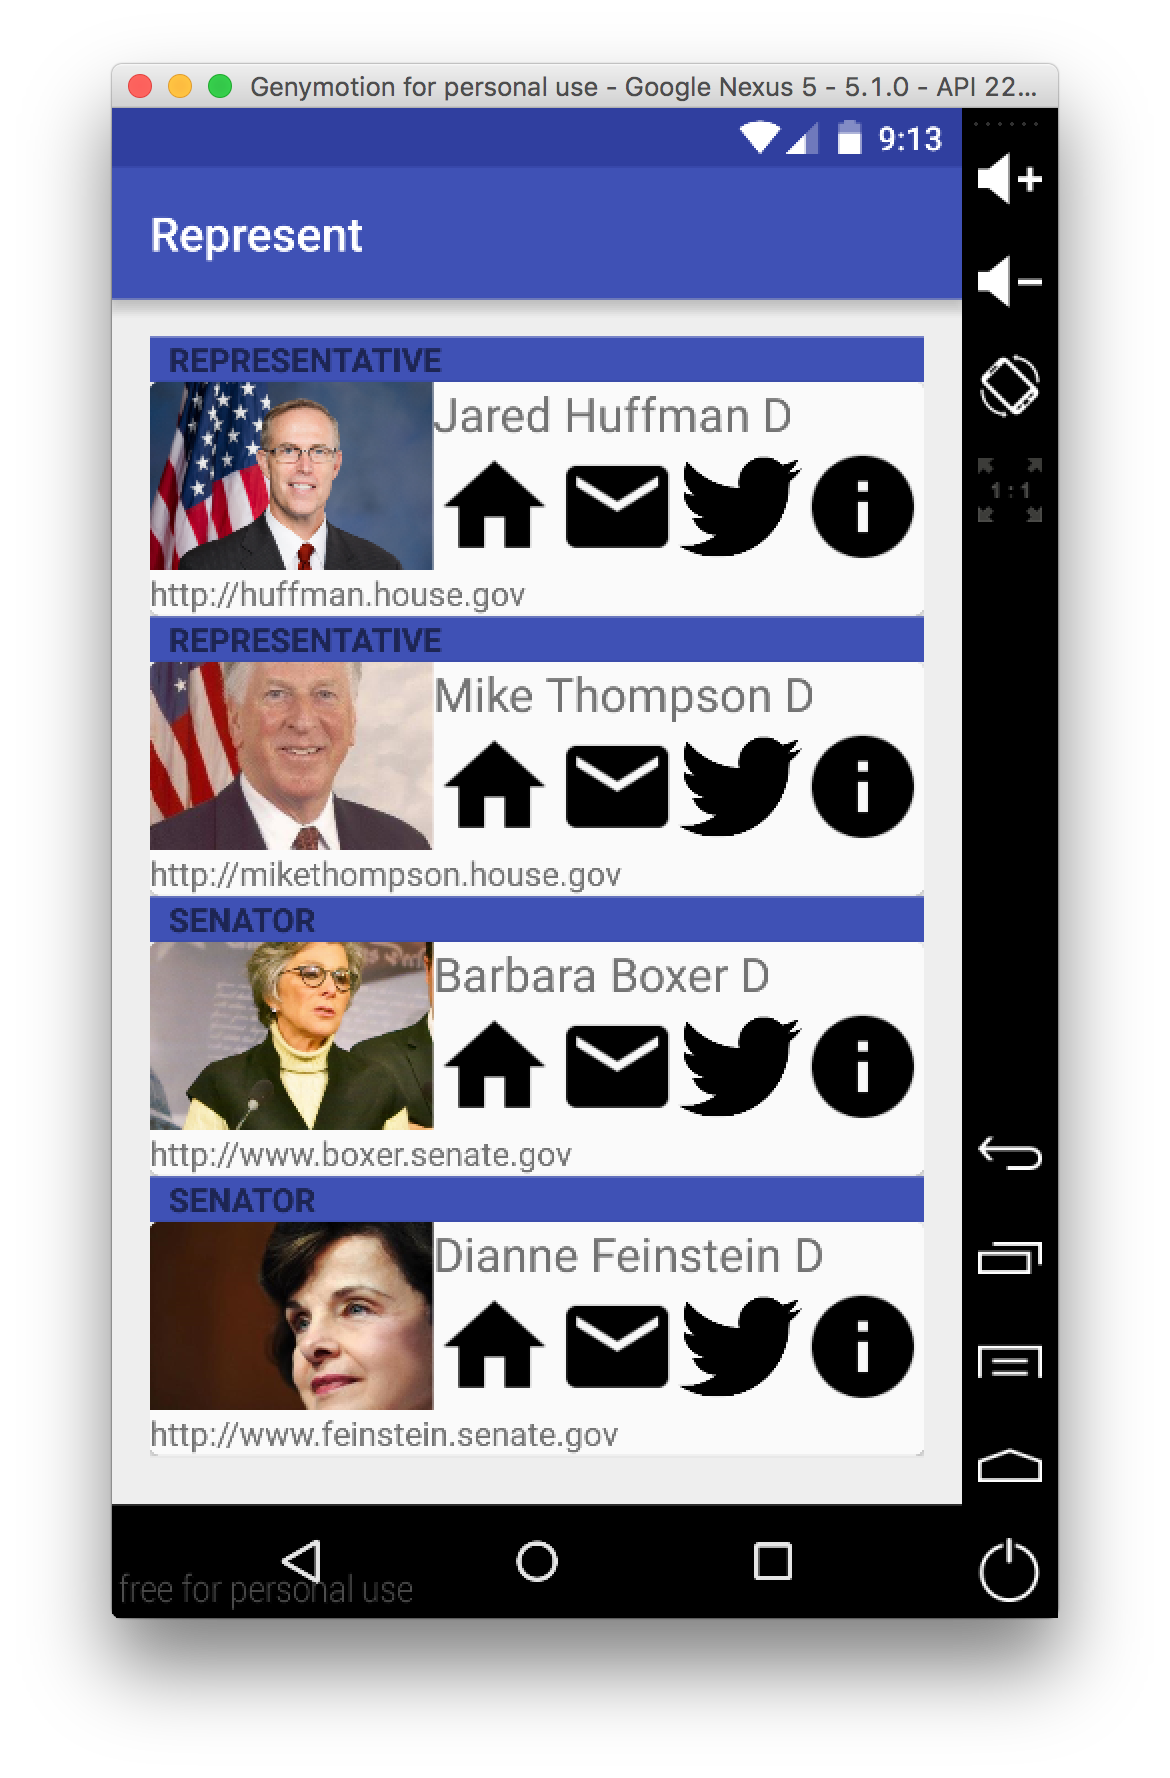 Genymotion for personal use - Google Nexus 5 - 5.1.0 - API 22...
9:13
Represent
REPRESENTATIVE
Jared Huffman D
http://huffman.house.gov
REPRESENTATIVE
Mike Thompson D
http://mikethompson.house.gov
SENATOR
Barbara Boxer D
http://www.boxer.senate.gov
SENATOR
Dianne Feinstein D
http://www.feinstein.senate.gov
free for personal use
1:1